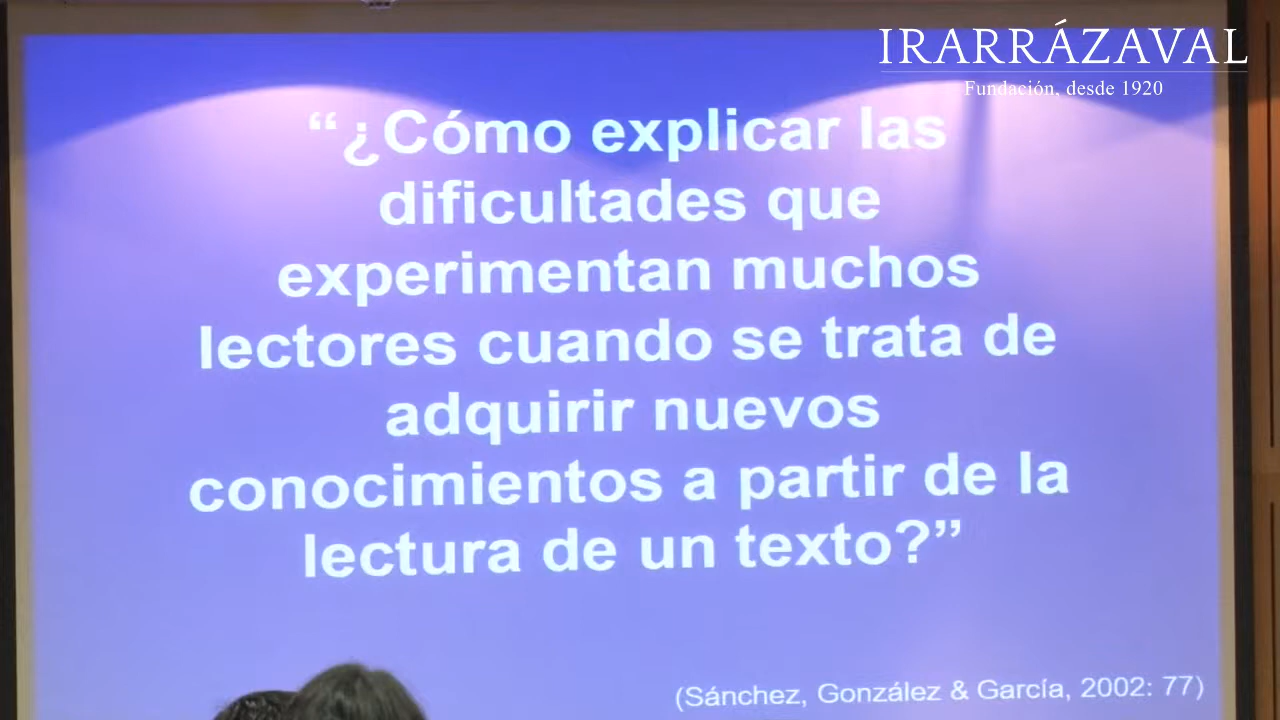 IRARRÁZAVAL
Fundación, desde 1920
“¿Cómo explicar las
dificultades que
experimentan muchos
lectores cuando se trata de
adquirir nuevos
conocimientos a partir de la
lectura de un texto?”
(Sánchez, González & García, 2002: 77)